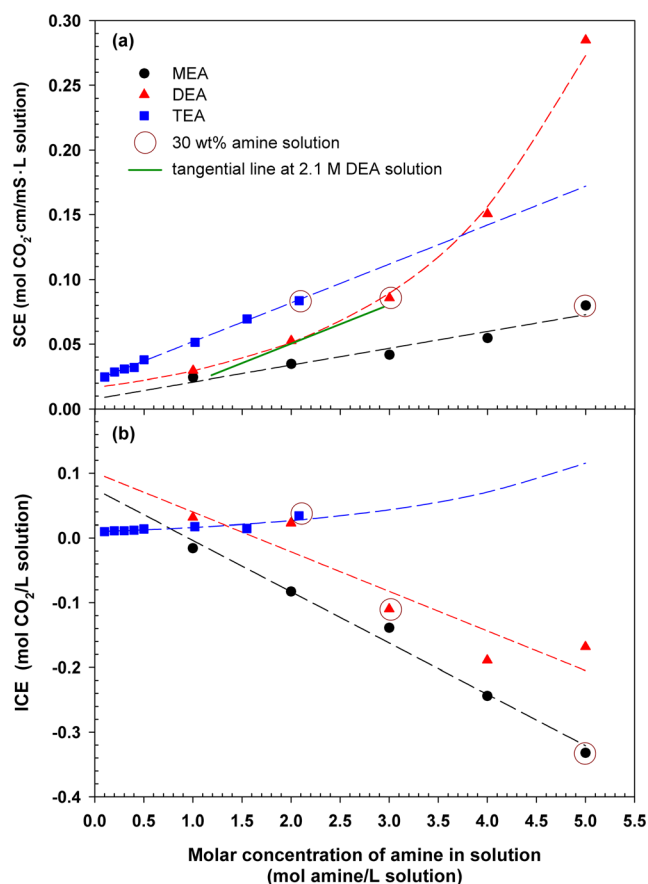 0.30
(a)
MEA
DEA
TEA
30 wt% amine solution
tangential line at 2.1 M DEA solution
0.25
0.20
0.15
0.10
0.05
0.00
SCE (mol CO₂·cm/mS·L solution)
(b)
0.1
0.0
-0.1
-0.2
-0.3
-0.4
ICE (mol CO₂/L solution)
0.0 0.5 1.0 1.5 2.0 2.5 3.0 3.5 4.0 4.5 5.0 5.5
Molar concentration of amine in solution
(mol amine/L solution)